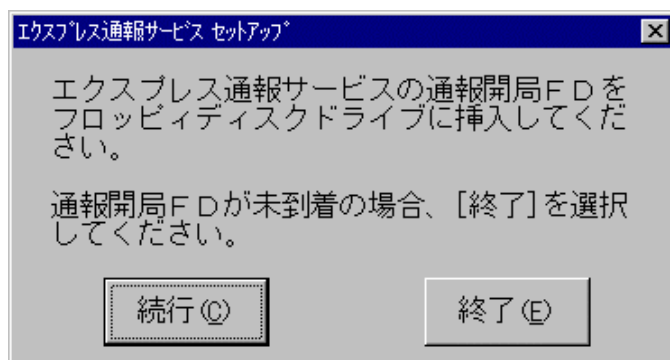 ｴｸｽﾌﾟﾚｽ通報ｻｰﾋﾞｽ ｾｯﾄｱｯﾌﾟ
エクスプレス通報サービスの通報開局ＦＤを
フロッピィディスクドライブに挿入してくだ
さい。
通報開局ＦＤが未到着の場合、[終了]を選択
してください。
続行(C)
終了(E)